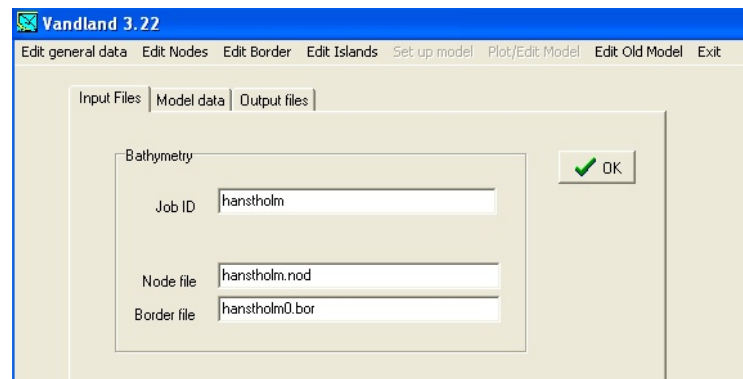 Vandland 3.22
Edit general data Edit Nodes Edit Border Edit Islands Set up model Plot/Edit Model Edit Old Model Exit
Input Files Model data Output files
Bathymetry
OK
Job ID hanstholm
Node file hanstholm.nod
Border file hanstholm0.bor